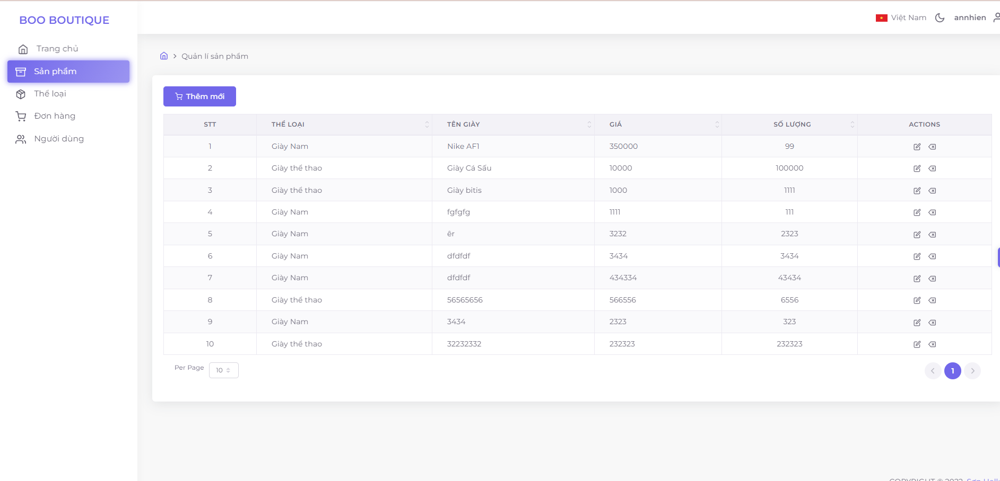 BOO BOUTIQUE
Việt Nam annhien
Trang chủ
Sản phẩm
Thể loại
Đơn hàng
Người dùng
Quản lí sản phẩm
Thêm mới
STT THỂ LOẠI TÊN GIÀY GIÁ SỐ LƯỢNG ACTIONS
1 Giày Nam Nike AF1 350000 99
2 Giày thể thao Giày Cá Sấu 10000 100000
3 Giày thể thao Giày bitis 1000 1111
4 Giày Nam fgfgfg 1111 111
5 Giày Nam êr 3232 2323
6 Giày Nam dfdfdf 3434 3434
7 Giày Nam dfdfdf 434334 43434
8 Giày thể thao 56565656 566556 6556
9 Giày Nam 3434 2323 323
10 Giày thể thao 32232332 232323 232323
Per Page 10 1
COPYRIGHT © 2022